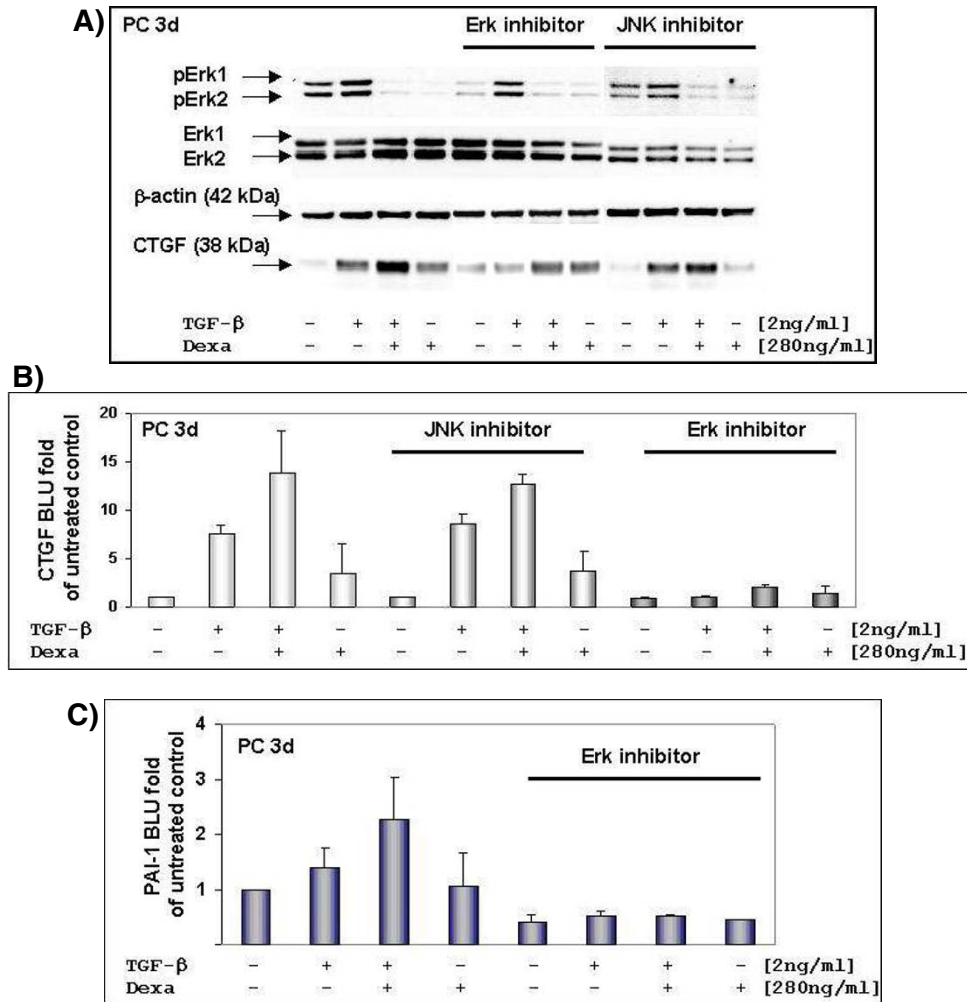 A)
PC 3d
Erk inhibitor
JNK inhibitor
pErk1
pErk2
Erk1
Erk2
β-actin (42 kDa)
CTGF (38 kDa)
TGF-β - + + - - + + - - + + - [2ng/ml]
Dexa - - + + - - + + - - + + [280ng/ml]
B)
CTGF BLU fold
of untreated control
20
15
10
5
0
PC 3d
JNK inhibitor
Erk inhibitor
TGF-β - + + - - + + - - + + - [2ng/ml]
Dexa - - + + - - + + - - + + [280ng/ml]
C)
PAI-1 BLU fold
of untreated control
4
3
2
1
PC 3d
Erk inhibitor
TGF-β - + + - - + + - [2ng/ml]
Dexa - - + + - - + + [280ng/ml]